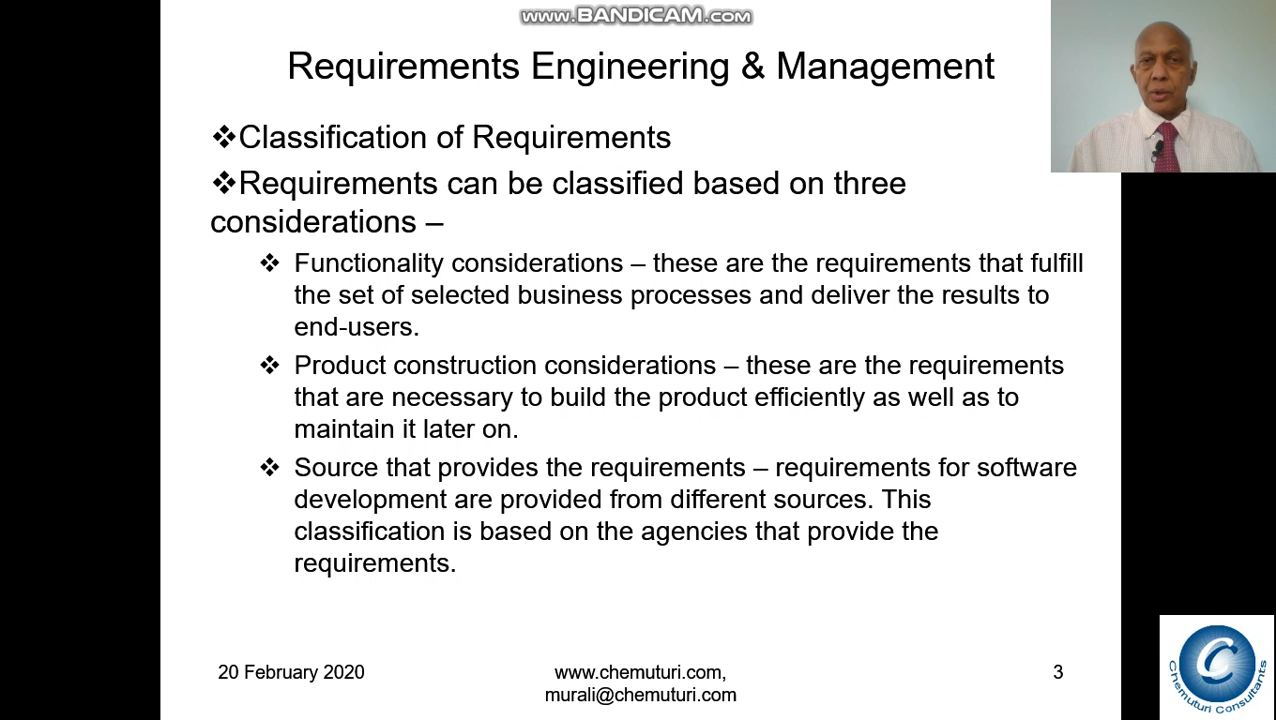 www.BANDICAM.com
Requirements Engineering & Management
❖Classification of Requirements
❖Requirements can be classified based on three
considerations –
❖ Functionality considerations – these are the requirements that fulfill
the set of selected business processes and deliver the results to
end-users.
❖ Product construction considerations – these are the requirements
that are necessary to build the product efficiently as well as to
maintain it later on.
❖ Source that provides the requirements – requirements for software
development are provided from different sources. This
classification is based on the agencies that provide the
requirements.
20 February 2020
www.chemuturi.com,
murali@chemuturi.com
3
C
Chemuturi Consultants